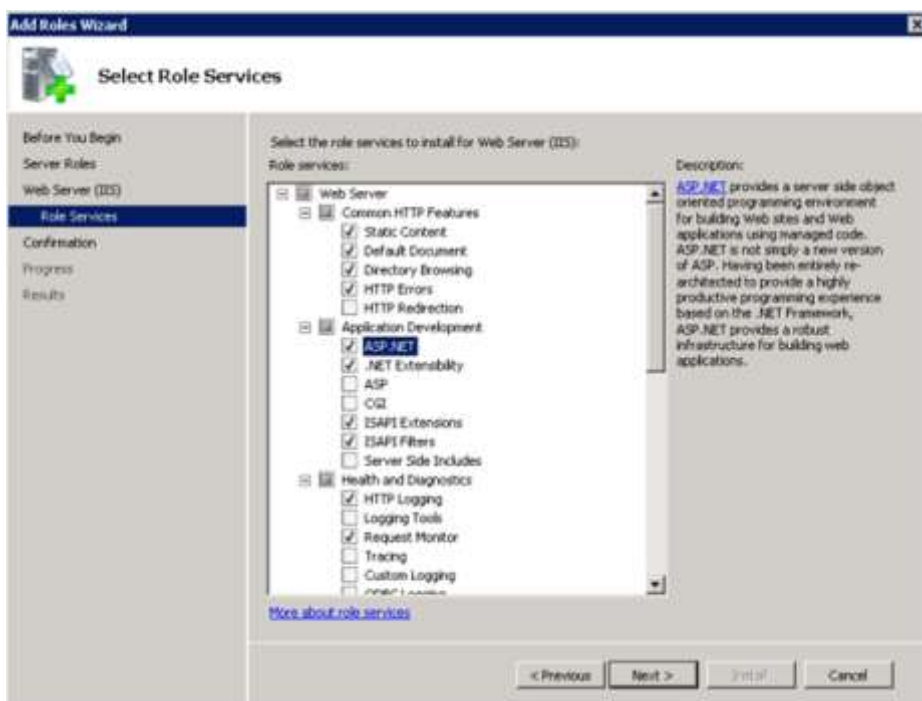 Add Roles Wizard
Select Role Services
Before You Begin
Server Roles
Web Server (IIS)
Role Services
Confirmation
Progress
Results
Select the role services to install for Web Server (IIS):
Role services:
Web Server
Common HTTP Features
Static Content
Default Document
Directory Browsing
HTTP Errors
HTTP Redirection
Application Development
ASP.NET
.NET Extensibility
ASP
CGI
ISAPI Extensions
ISAPI Filters
Server Side Includes
Health and Diagnostics
HTTP Logging
Logging Tools
Request Monitor
Tracing
Custom Logging
ODBC Logging
More about role services
Description:
ASP.NET provides a server side object
oriented programming environment
for building Web sites and Web
applications using managed code.
ASP.NET is not simply a new version
of ASP. Having been entirely re-
architected to provide a highly
productive programming experience
based on the .NET Framework,
ASP.NET provides a robust
infrastructure for building web
applications.
< Previous
Next >
Install
Cancel